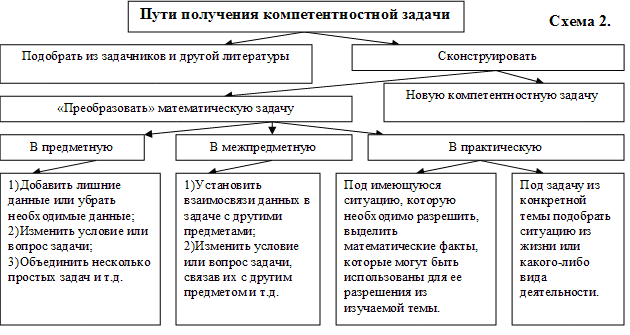 Пути получения компетентностной задачи
Схема 2.
Подобрать из задачников и другой литературы
Сконструировать
«Преобразовать» математическую задачу
Новую компетентностную задачу
В предметную
В межпредметную
В практическую
1)Добавить лишние
данные или убрать
необходимые данные;
2)Изменить условие или
вопрос задачи;
3)Объединить несколько
простых задач и т.д.
1)Установить
взаимосвязи данных в
задаче с другими
предметами;
2)Изменить условие
или вопрос задачи,
связав их с другим
предметом и т.д.
Под имеющуюся
ситуацию, которую
необходимо разрешить,
выделить
математические факты,
которые могут быть
использованы для ее
разрешения из
изучаемой темы.
Под задачу из
конкретной
темы подобрать
ситуацию из
жизни или
какого-либо
вида
деятельности.